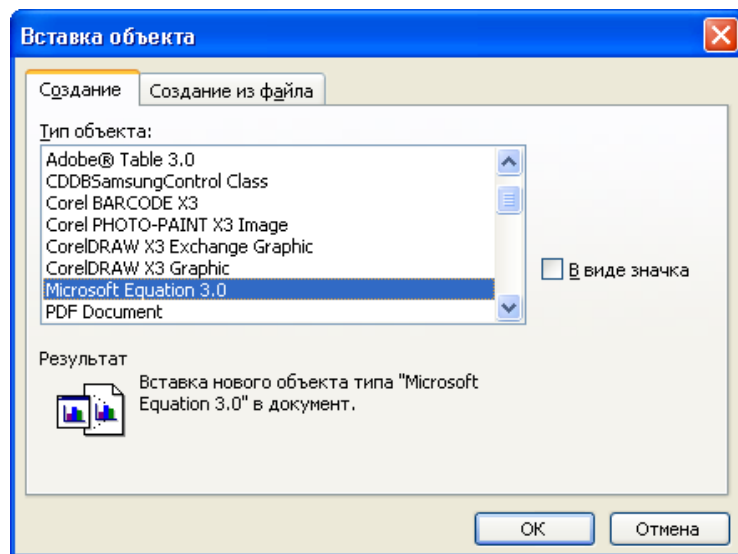 Вставка объекта
Создание
Создание из файла
Тип объекта:
Adobe® Table 3.0
CDDBSamsungControl Class
Corel BARCODE X3
Corel PHOTO-PAINT X3 Image
CorelDRAW X3 Exchange Graphic
CorelDRAW X3 Graphic
Microsoft Equation 3.0
PDF Document
В виде значка
Результат
Вставка нового объекта типа "Microsoft
Equation 3.0" в документ.
ОК
Отмена